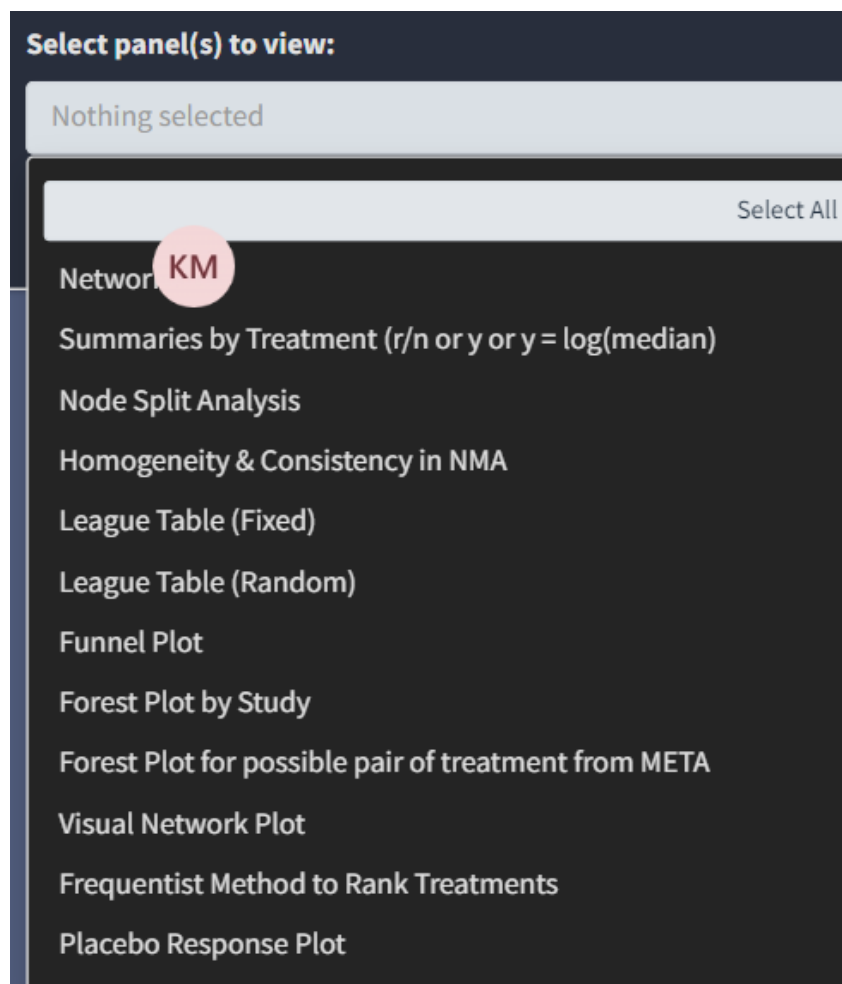 Select panel(s) to view:
Nothing selected
Select All
KM
Summaries by Treatment (r/n or y or y = log(median)
Node Split Analysis
Homogeneity & Consistency in NMA
League Table (Fixed)
League Table (Random)
Funnel Plot
Forest Plot by Study
Forest Plot for possible pair of treatment from META
Visual Network Plot
Frequentist Method to Rank Treatments
Placebo Response Plot